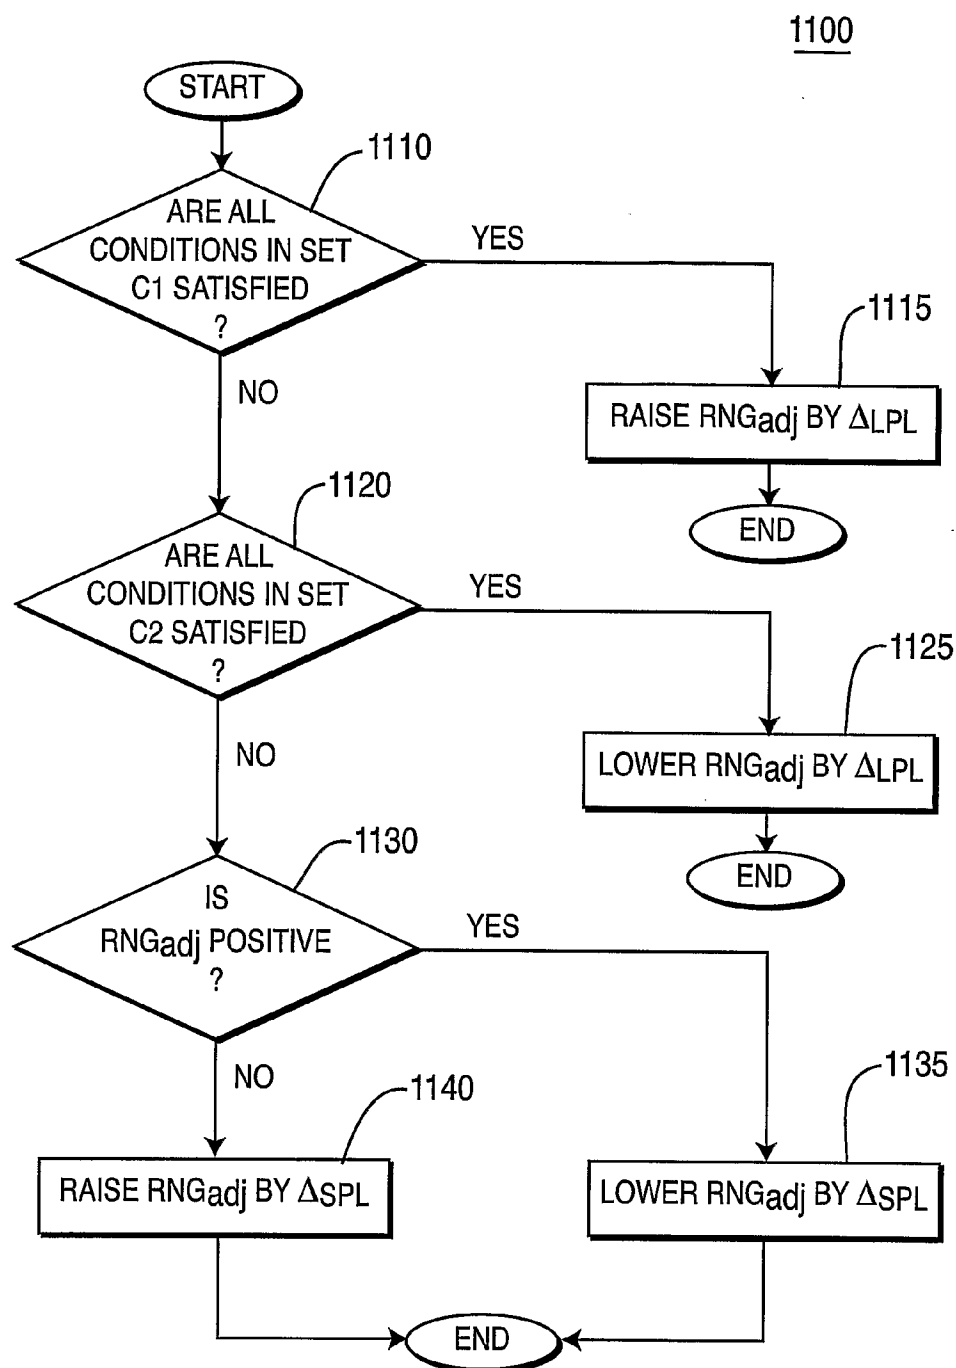 1100
START
1110
ARE ALL
CONDITIONS IN SET
C1 SATISFIED
?
YES
NO
1115
RAISE RNGadj BY ΔLPL
END
1120
ARE ALL
CONDITIONS IN SET
C2 SATISFIED
?
YES
NO
1125
LOWER RNGadj BY ΔLPL
END
1130
IS
RNGadj POSITIVE
?
YES
NO
1140
RAISE RNGadj BY ΔSPL
1135
LOWER RNGadj BY ΔSPL
END